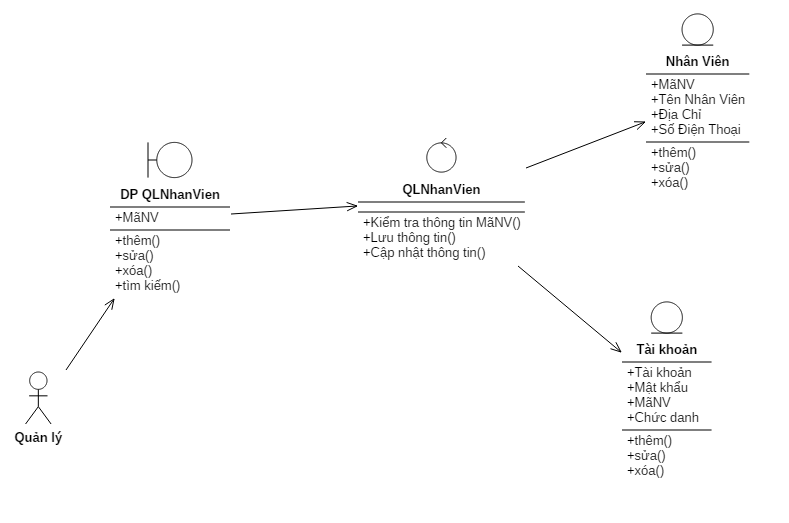 Nhân Viên
+MãNV
+Tên Nhân Viên
+Địa Chỉ
+Số Điện Thoại
+thêm()
+sửa()
+xóa()
DP QLNhanVien
+MãNV
+thêm()
+sửa()
+xóa()
+tìm kiếm()
QLNhanVien
+Kiểm tra thông tin MãNV()
+Lưu thông tin()
+Cập nhật thông tin()
Tài khoản
+Tài khoản
+Mật khẩu
+MãNV
+Chức danh
+thêm()
+sửa()
+xóa()
Quản lý